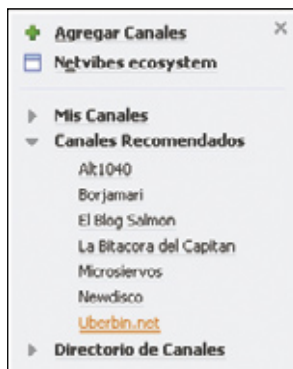 Agregar Canales
Netvibes ecosystem
Mis Canales
Canales Recomendados
Alt1040
Borjamari
El Blog Salmon
La Bitacora del Capitan
Microsiervos
Newdisco
Uberbin.net
Directorio de Canales